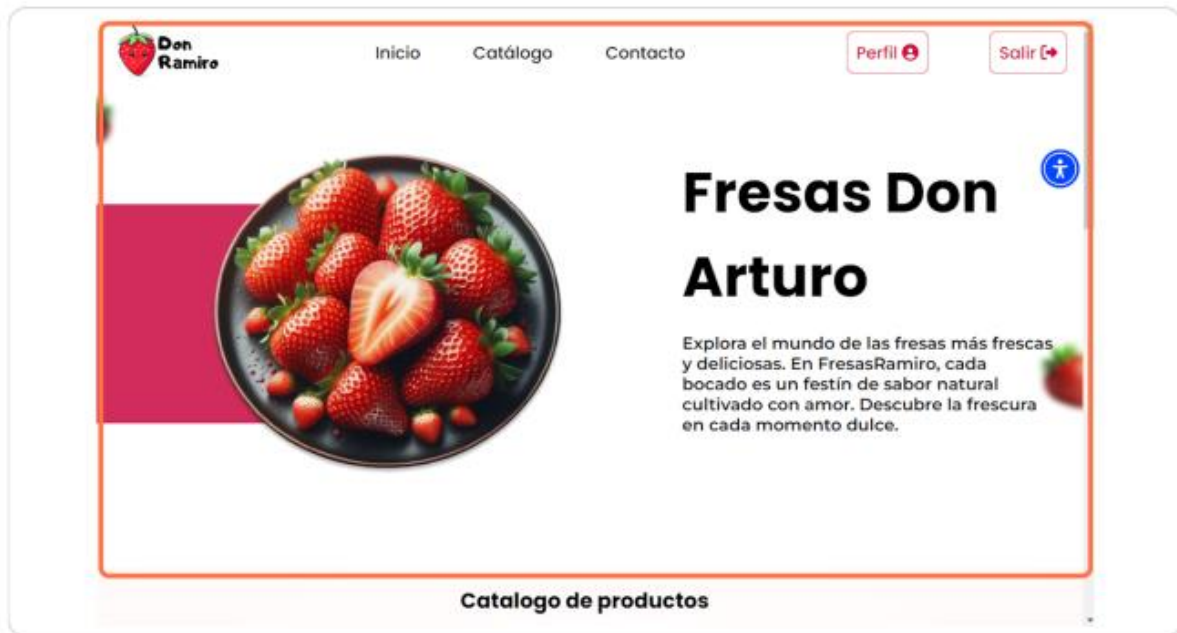 Don
Ramiro
Inicio Catálogo Contacto Perfil Salir
Fresas Don
Arturo
Explora el mundo de las fresas más frescas
y deliciosas. En FresasRamiro, cada
bocado es un festín de sabor natural
cultivado con amor. Descubre la frescura
en cada momento dulce.
Catalogo de productos